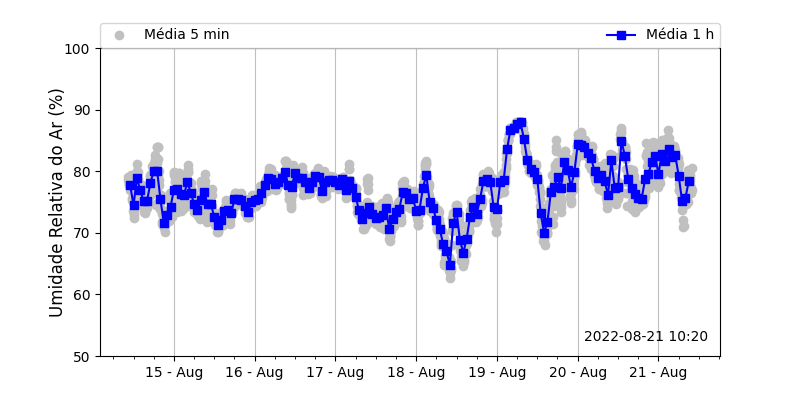 Média 5 min
Média 1 h
100
90
80
70
60
50
Umidade Relativa do Ar (%)
2022-08-21 10:20
15 - Aug
16 - Aug
17 - Aug
18 - Aug
19 - Aug
20 - Aug
21 - Aug